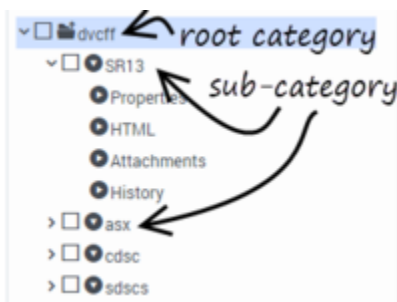 dvcff root category
SR13
sub-category
Properties
HTML
Attachments
History
asx
cdsc
sdscs